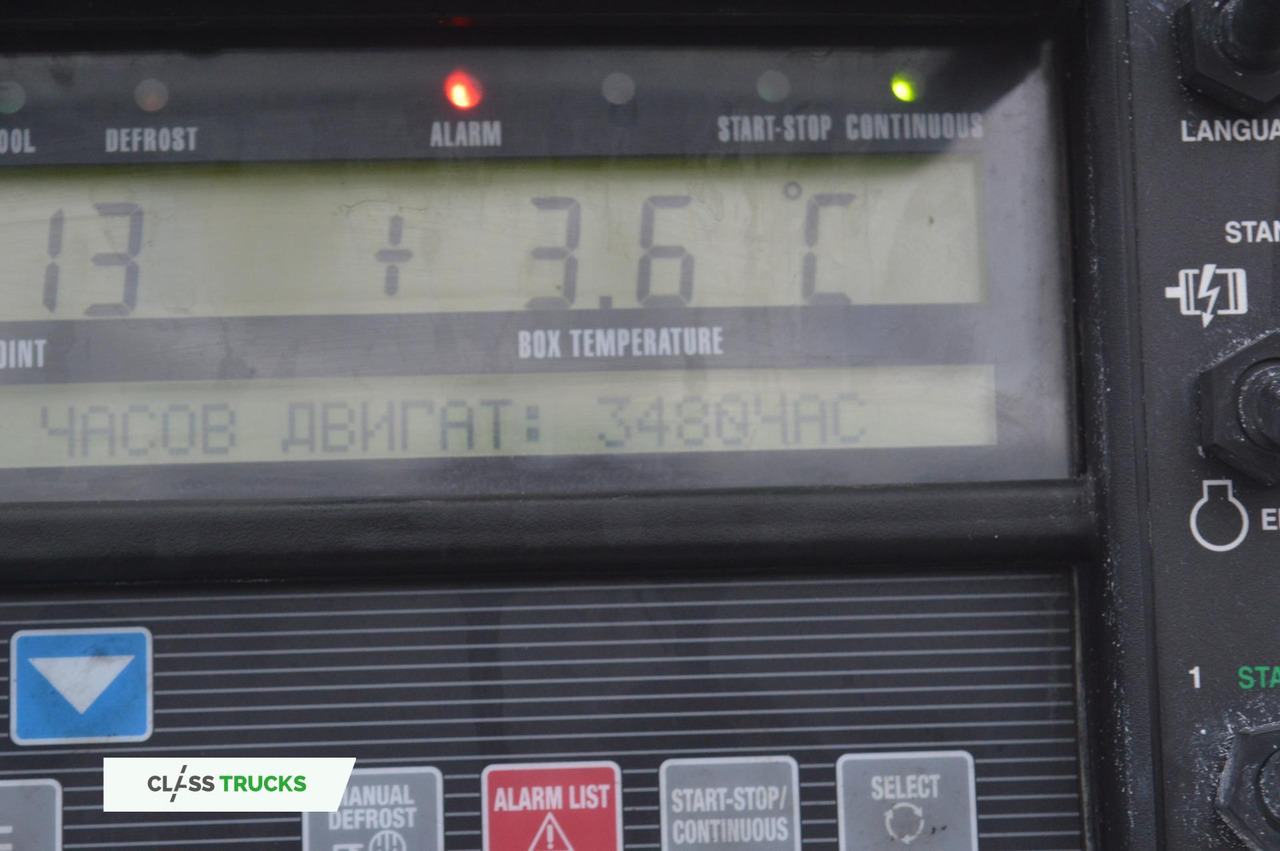 OOL DEFROST ALARM START-STOP CONTINUOUS
13 + 3.6 °C
OINT BOX TEMPERATURE
ЧАСОВ ДВИГАТ: 3480ЧАС
LANGUA
STAN
EN
1 STA
CLASS TRUCKS
MANUAL DEFROST
ALARM LIST
START-STOP/
CONTINUOUS
SELECT